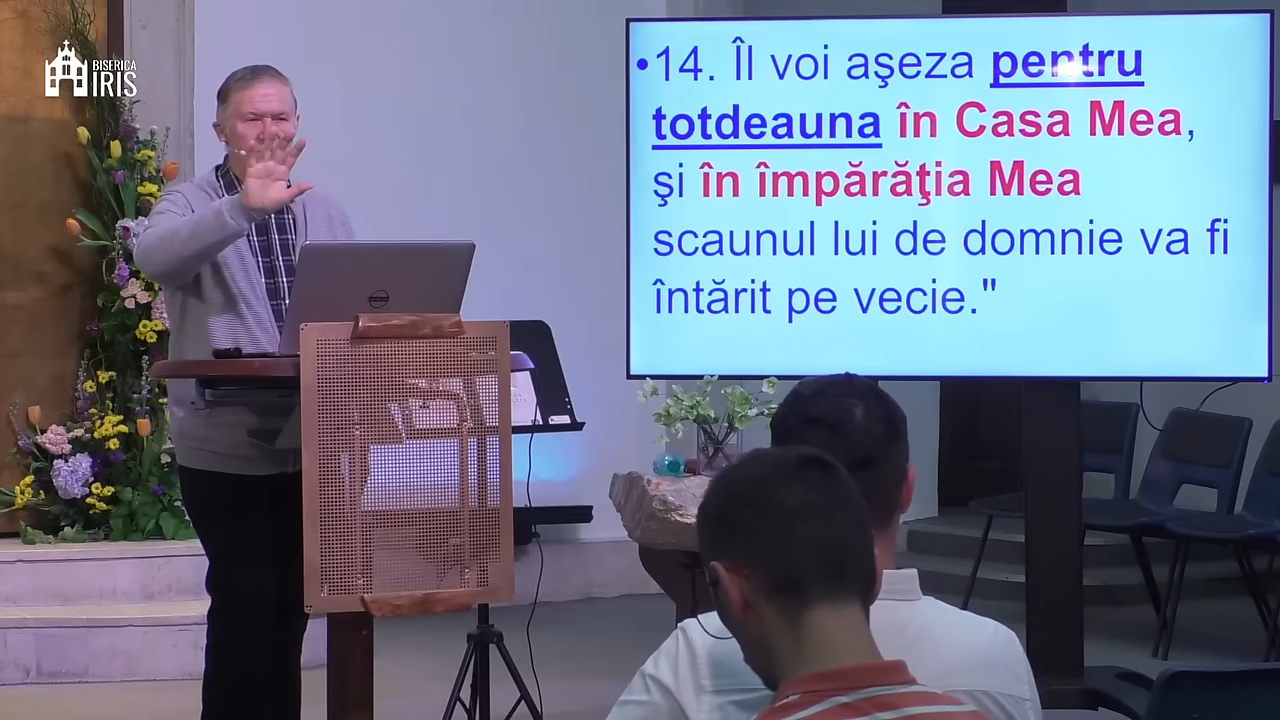 BISERICA
IRIS
•14. Îl voi aşeza pentru
totdeauna în Casa Mea,
şi în împărăţia Mea
scaunul lui de domnie va fi
întărit pe vecie."